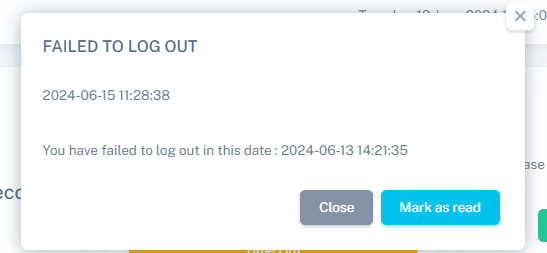 FAILED TO LOG OUT
2024-06-15 11:28:38
You have failed to log out in this date : 2024-06-13 14:21:35
Close
Mark as read